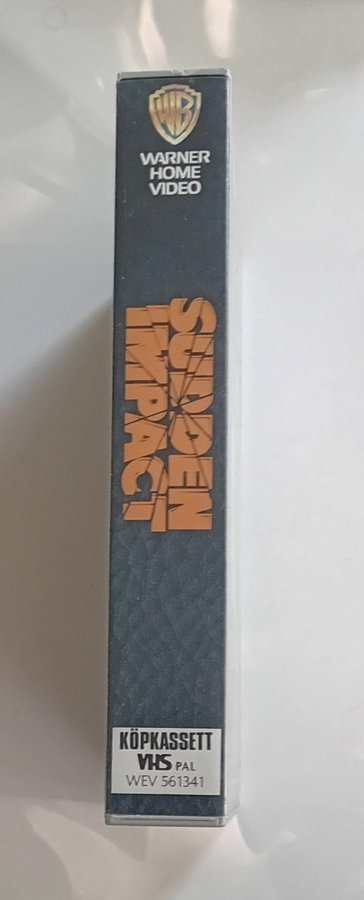 WB
WARNER
HOME
VIDEO
SUDDEN
IMPACT
KÖPKASSETT
VHS PAL
WEV 561341